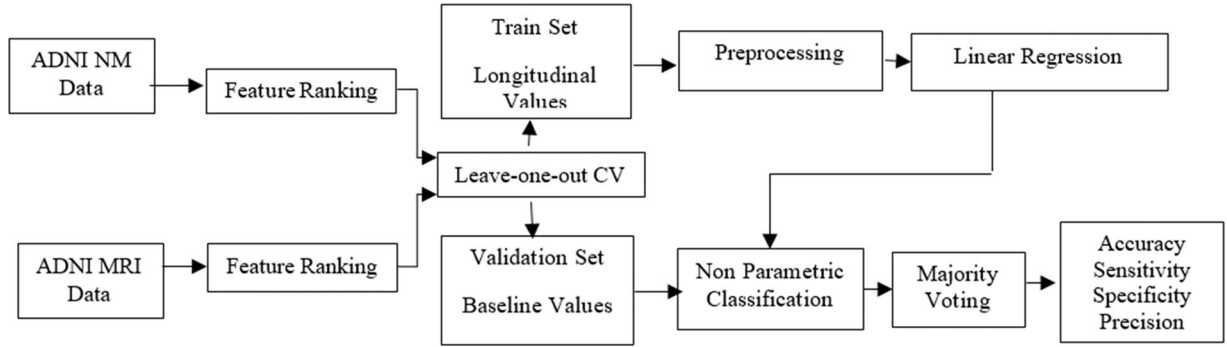 ADNI NM
Data
Feature Ranking
Train Set
Longitudinal
Values
Preprocessing
Linear Regression
Leave-one-out CV
ADNI MRI
Data
Feature Ranking
Validation Set
Baseline Values
Non Parametric
Classification
Majority
Voting
Accuracy
Sensitivity
Specificity
Precision